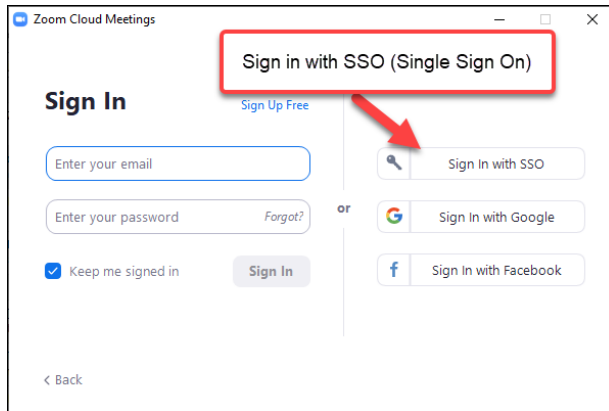 Zoom Cloud Meetings
Sign in with SSO (Single Sign On)
Sign In
Sign Up Free
Enter your email
Enter your password
Forgot?
Keep me signed in
Sign In
or
Sign In with SSO
G
Sign In with Google
f
Sign In with Facebook
< Back